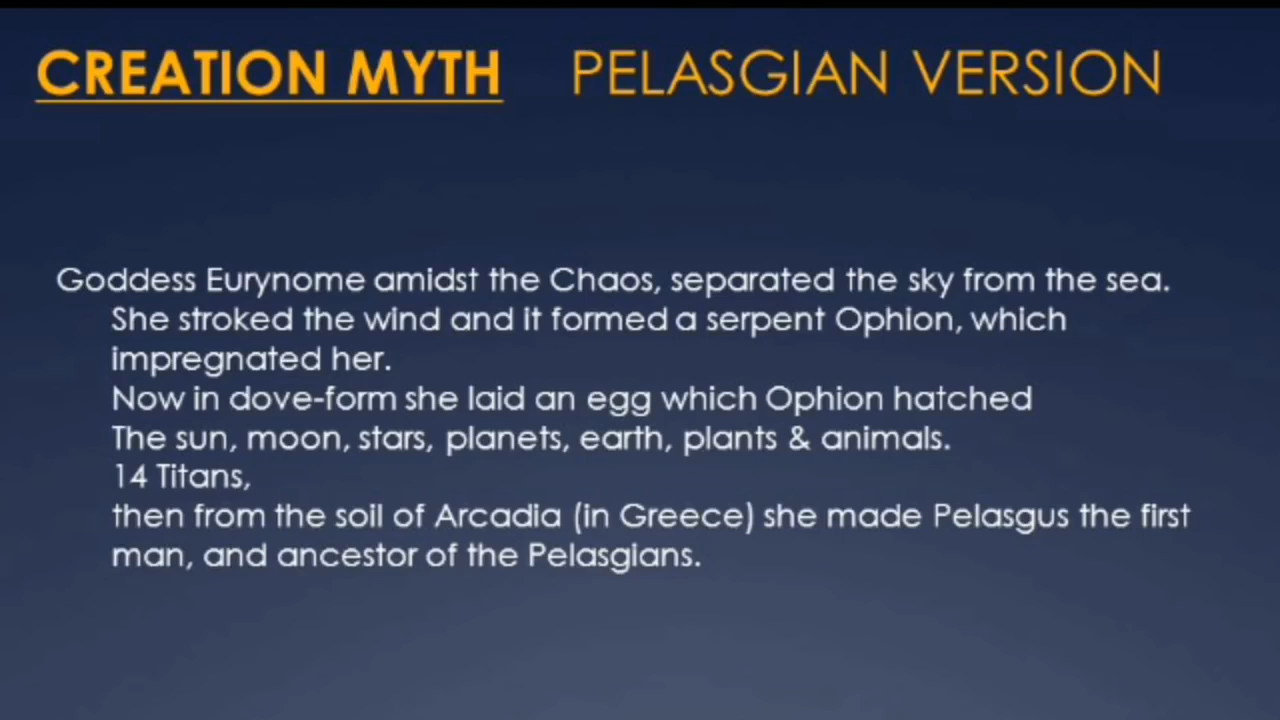 CREATION MYTH PELASGIAN VERSION
Goddess Eurynome amidst the Chaos, separated the sky from the sea.
She stroked the wind and it formed a serpent Ophion, which
impregnated her.
Now in dove-form she laid an egg which Ophion hatched
The sun, moon, stars, planets, earth, plants & animals.
14 Titans,
then from the soil of Arcadia (in Greece) she made Pelasgus the first
man, and ancestor of the Pelasgians.